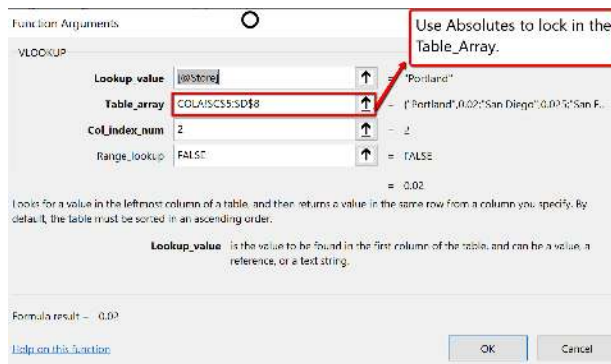 Function Arguments
Use Absolutes to lock in the
Table_Array.
VLOOKUP
Lookup_value [@Store] = "Portland"
Table_array COLA!$C$5:$D$8 = {"Portland",0.02;"San Diego",0.025;"San F...
Col_index_num 2 = 2
Range_lookup FALSE = FALSE
= 0.02
Looks for a value in the leftmost column of a table, and then returns a value in the same row from a column you specify. By
default, the table must be sorted in an ascending order.
Lookup_value is the value to be found in the first column of the table, and can be a value, a
reference, or a text string.
Formula result = 0.02
Help on this function
OK Cancel